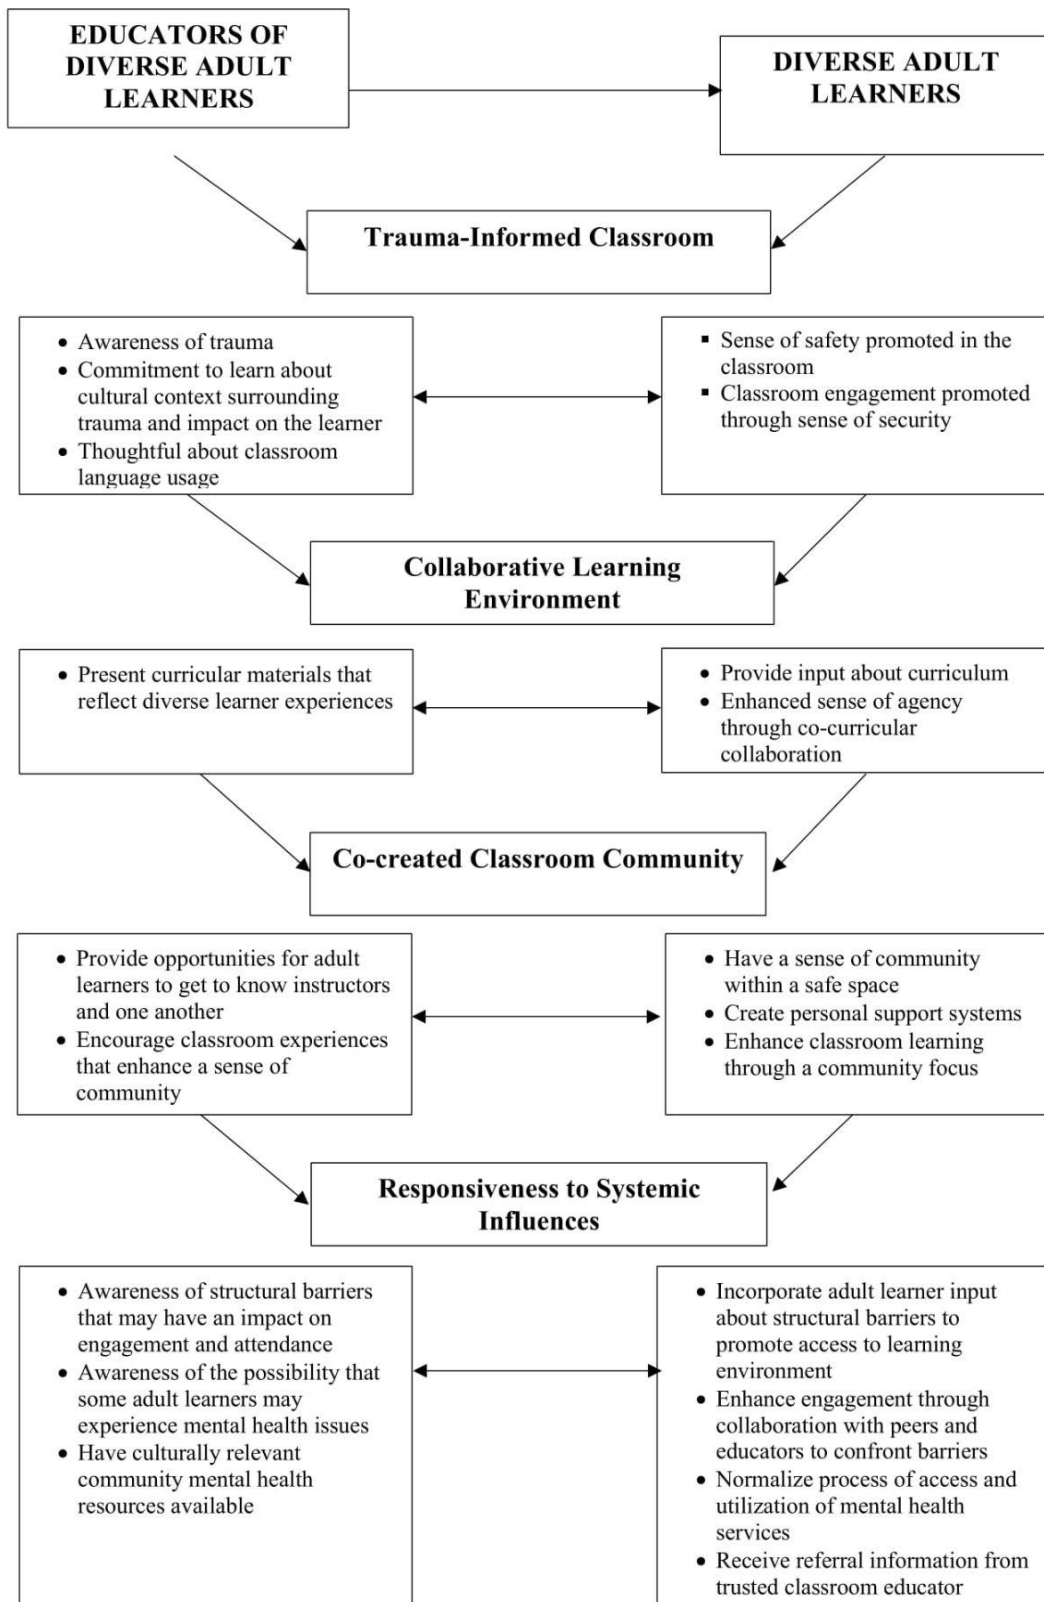 EDUCATORS OF
DIVERSE ADULT
LEARNERS
DIVERSE ADULT
LEARNERS
Trauma-Informed Classroom
• Awareness of trauma
• Commitment to learn about
cultural context surrounding
trauma and impact on the learner
• Thoughtful about classroom
language usage
▪ Sense of safety promoted in the
classroom
▪ Classroom engagement promoted
through sense of security
Collaborative Learning
Environment
• Present curricular materials that
reflect diverse learner experiences
• Provide input about curriculum
• Enhanced sense of agency
through co-curricular
collaboration
Co-created Classroom Community
• Provide opportunities for adult
learners to get to know instructors
and one another
• Encourage classroom experiences
that enhance a sense of
community
• Have a sense of community
within a safe space
• Create personal support systems
• Enhance classroom learning
through a community focus
Responsiveness to Systemic
Influences
• Awareness of structural barriers
that may have an impact on
engagement and attendance
• Awareness of the possibility that
some adult learners may
experience mental health issues
• Have culturally relevant
community mental health
resources available
• Incorporate adult learner input
about structural barriers to
promote access to learning
environment
• Enhance engagement through
collaboration with peers and
educators to confront barriers
• Normalize process of access and
utilization of mental health
services
• Receive referral information from
trusted classroom educator